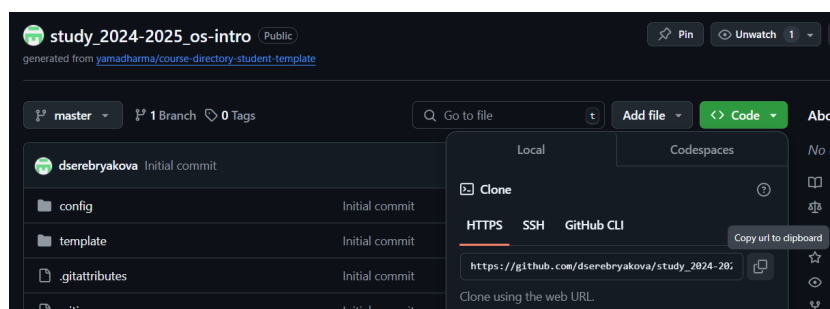 study_2024-2025_os-intro Public
Pin
Unwatch 1
generated from yamadharma/course-directory-student-template
master
1 Branch
0 Tags
Go to file
t
Add file
Code
Local
Codespaces
dserebryakova Initial commit
Clone
config Initial commit
HTTPS SSH GitHub CLI
Copy url to clipboard
template Initial commit
https://github.com/dserebryakova/study_2024-202
.gitattributes Initial commit
Clone using the web URL.